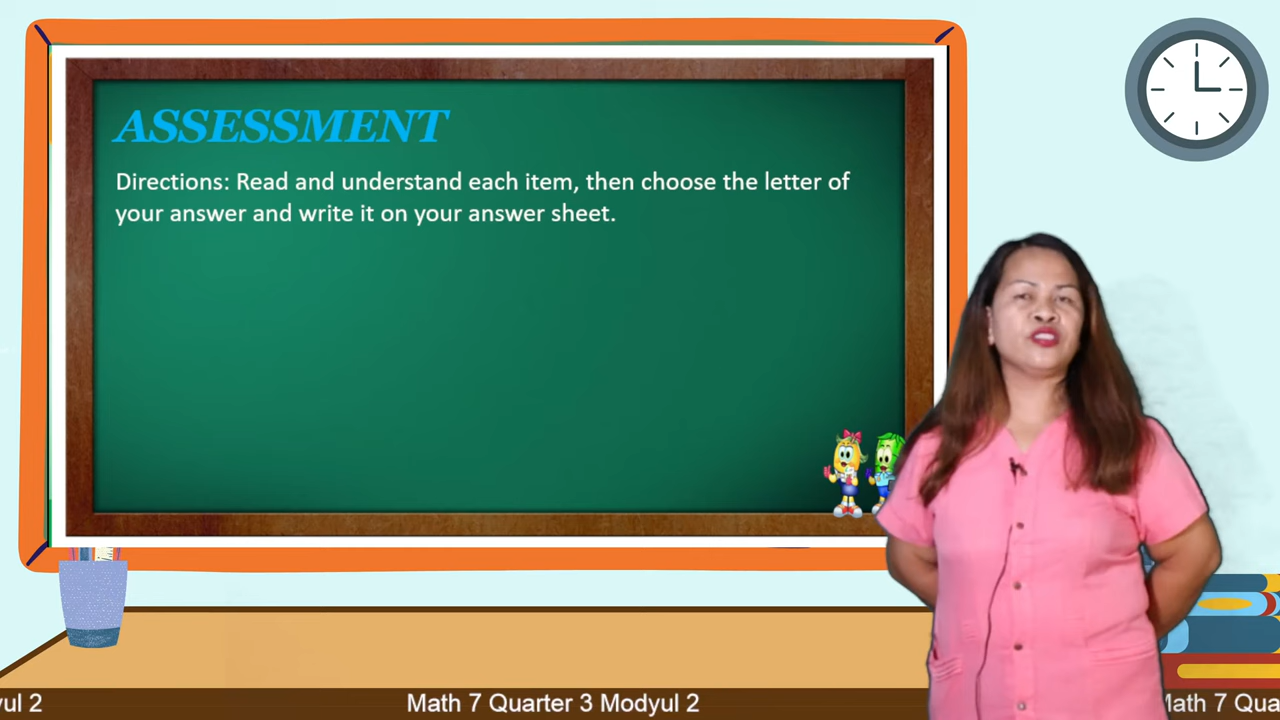 ASSESSMENT
Directions: Read and understand each item, then choose the letter of
your answer and write it on your answer sheet.
yul 2 Math 7 Quarter 3 Modyul 2 Math 7 Qua